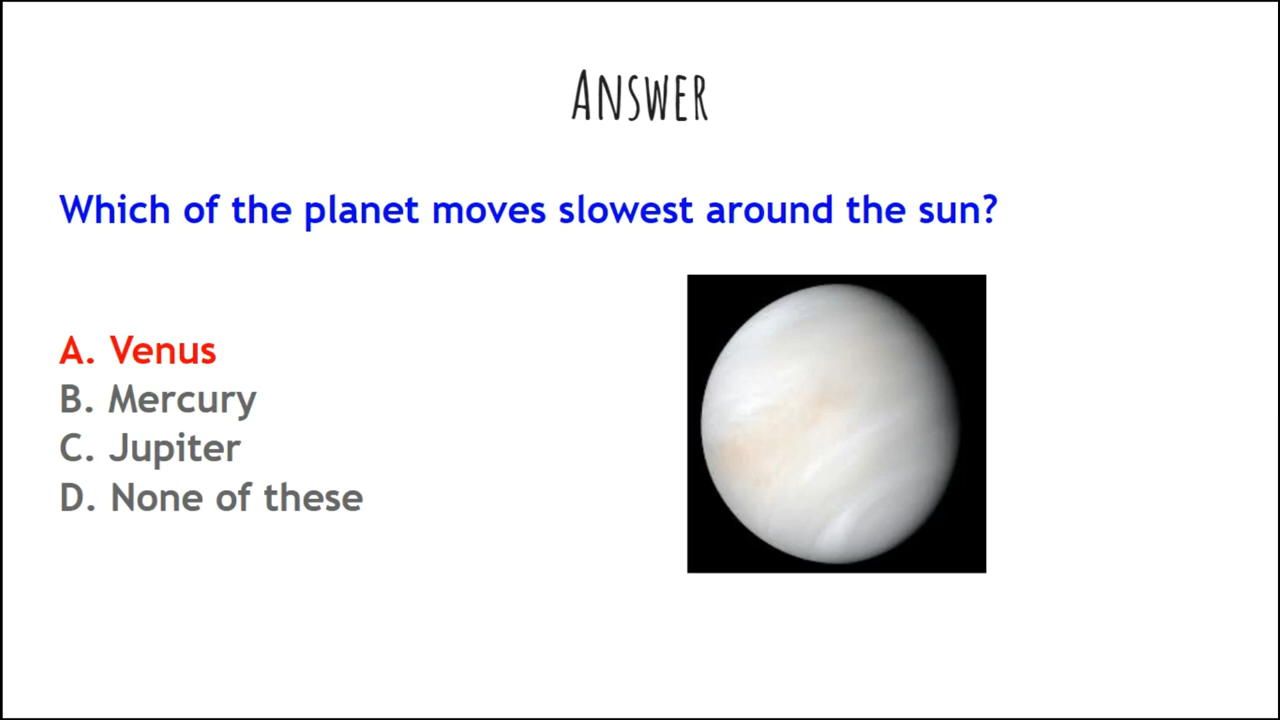 Answer
Which of the planet moves slowest around the sun?
A. Venus
B. Mercury
C. Jupiter
D. None of these